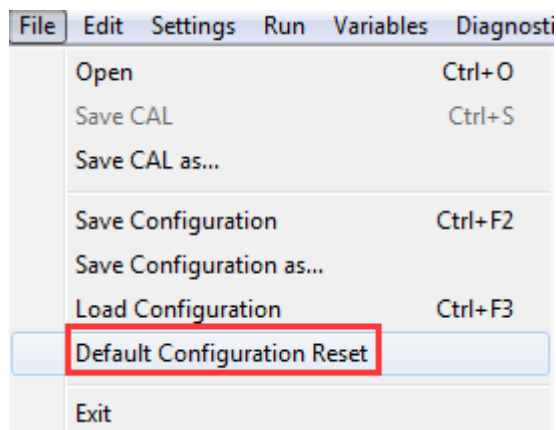 File Edit Settings Run Variables Diagnosti
Open Ctrl+O
Save CAL Ctrl+S
Save CAL as...
Save Configuration Ctrl+F2
Save Configuration as...
Load Configuration Ctrl+F3
Default Configuration Reset
Exit